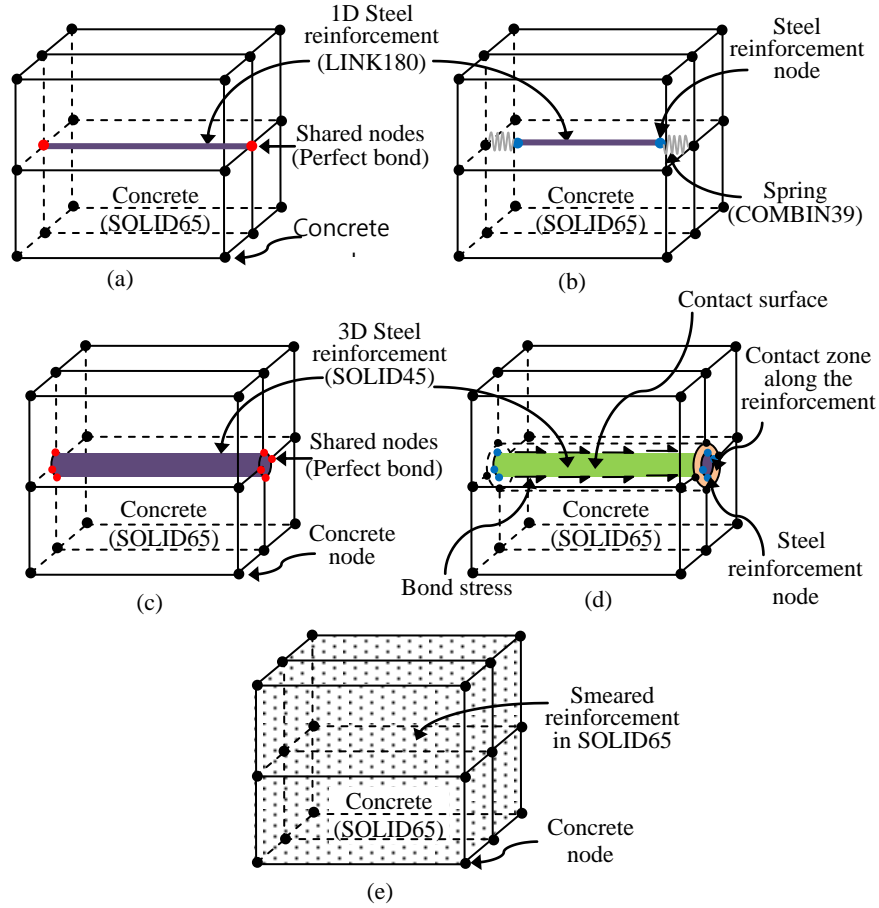 1D Steel
reinforcement
(LINK180)
Shared nodes
(Perfect bond)
Concrete
(SOLID65)
Concrete
(a)
Steel
reinforcement
node
Concrete
(SOLID65)
Spring
(COMBIN39)
(b)
3D Steel
reinforcement
(SOLID45)
Shared nodes
(Perfect bond)
Concrete
(SOLID65)
Concrete
node
(c)
Contact surface
Contact zone
along the
reinforcement
Concrete
(SOLID65)
Bond stress
Steel
reinforcement
node
(d)
Smeared
reinforcement
in SOLID65
Concrete
(SOLID65)
Concrete
node
(e)